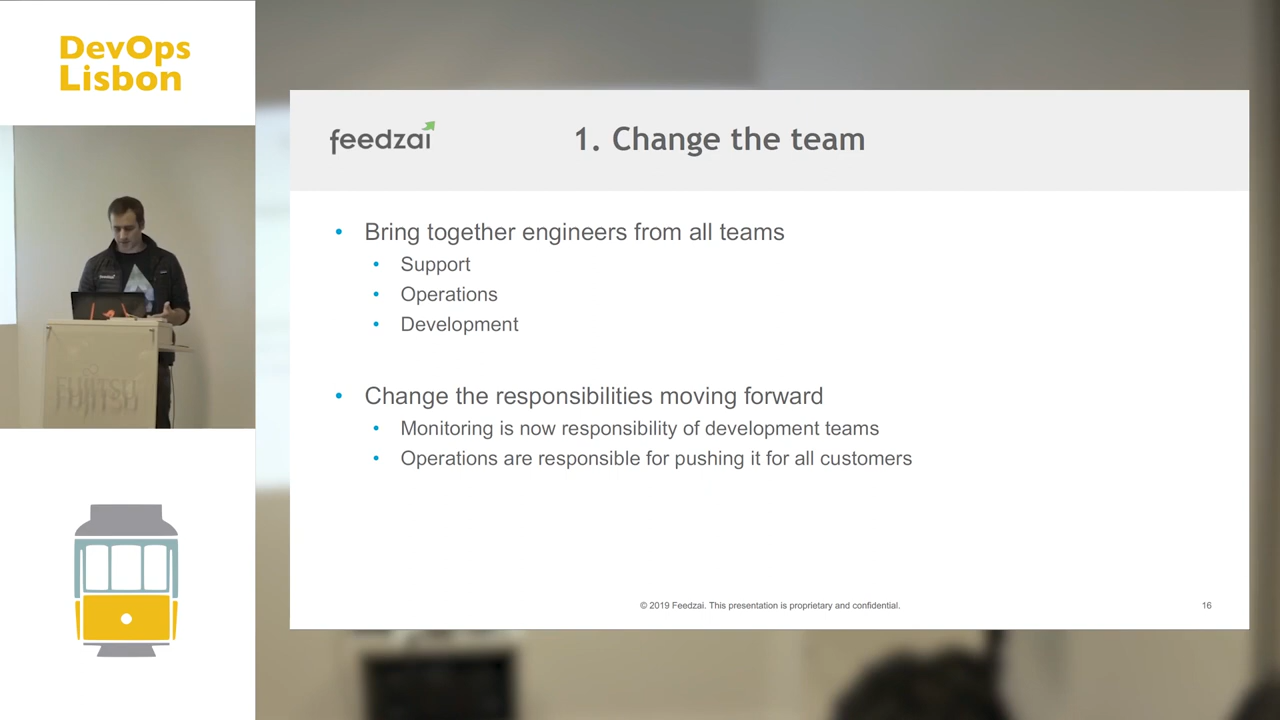 DevOps
Lisbon
feedzai
1. Change the team
• Bring together engineers from all teams
• Support
• Operations
• Development
• Change the responsibilities moving forward
• Monitoring is now responsibility of development teams
• Operations are responsible for pushing it for all customers
© 2019 Feedzai. This presentation is proprietary and confidential.
16
FUJITSU